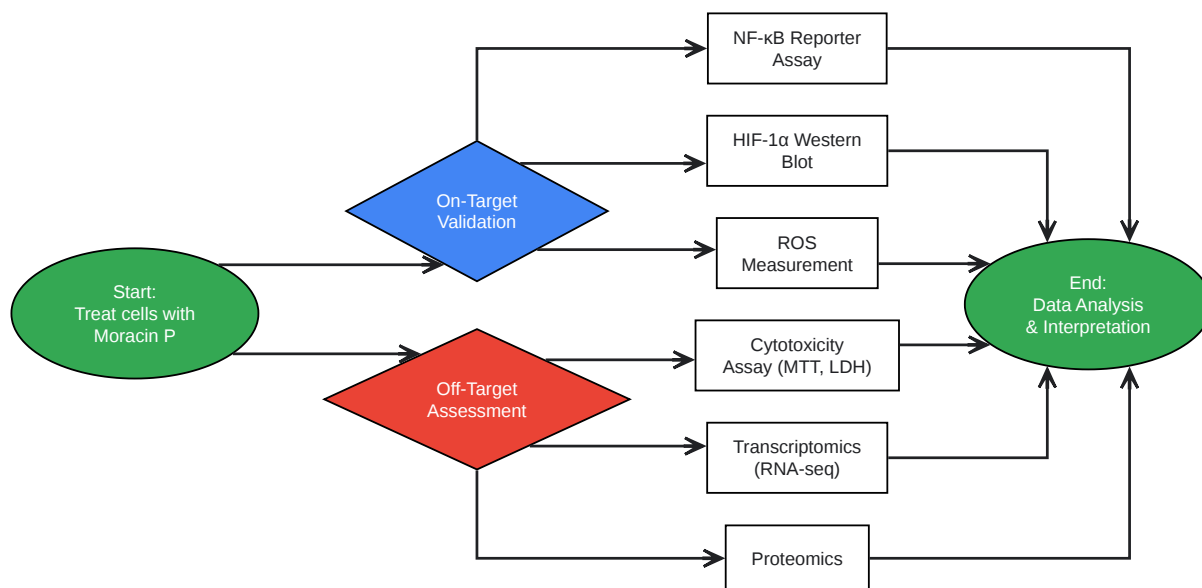 Start:
Treat cells with
Moracin P
On-Target
Validation
Off-Target
Assessment
NF-κB Reporter
Assay
HIF-1α Western
Blot
ROS
Measurement
Cytotoxicity
Assay (MTT, LDH)
Transcriptomics
(RNA-seq)
Proteomics
End:
Data Analysis
& Interpretation